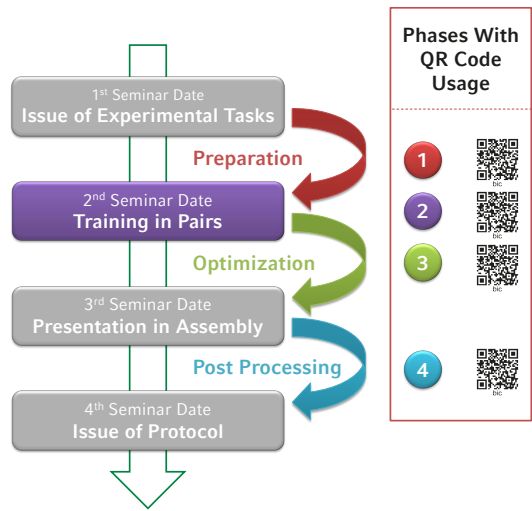 1st Seminar Date
Issue of Experimental Tasks
Preparation
2nd Seminar Date
Training in Pairs
Optimization
3rd Seminar Date
Presentation in Assembly
Post Processing
4th Seminar Date
Issue of Protocol
Phases With
QR Code
Usage
1
bic
2
bic
3
bic
4
bic